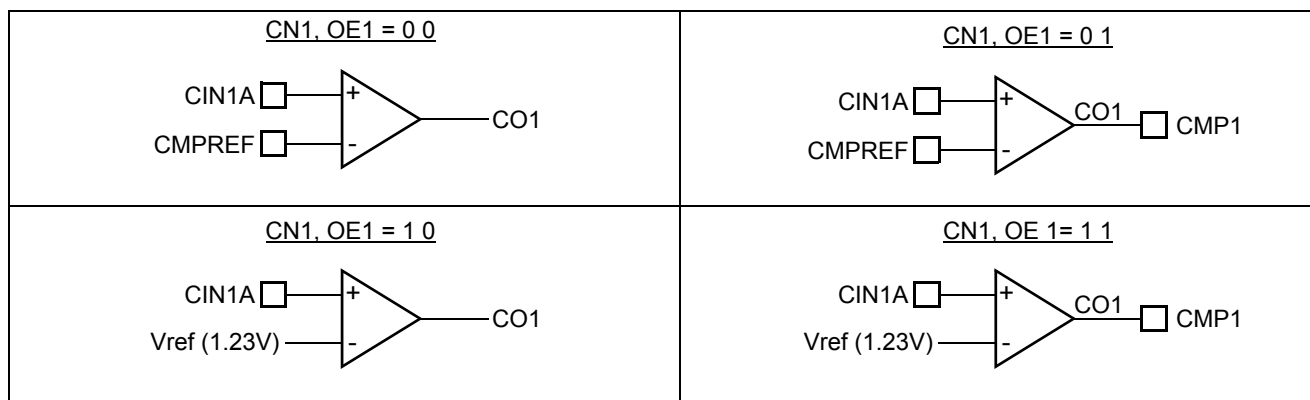 CN1, OE1 = 0 0
CIN1A
+
CMPREF
-
CO1
CN1, OE1 = 0 1
CIN1A
+
CMPREF
-
CO1
CMP1
CN1, OE1 = 1 0
CIN1A
+
Vref (1.23V)
-
CO1
CN1, OE 1= 1 1
CIN1A
+
Vref (1.23V)
-
CO1
CMP1